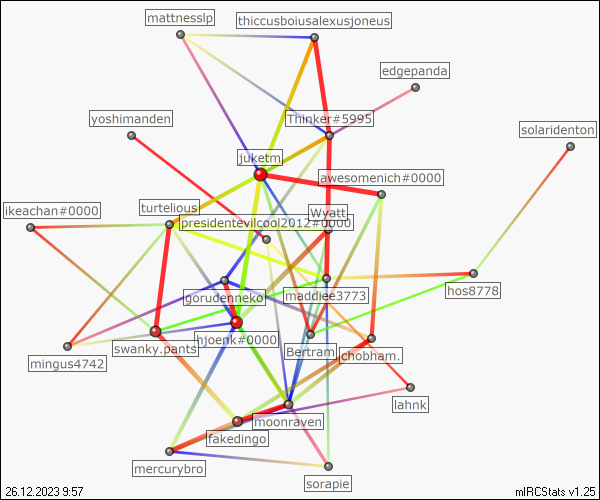 mattnesslp
thiccusboiusalexusjoneus
edgepanda
yoshimanden
Thinker#5995
solaridenton
juketm
awesomenich#0000
ikeachan#0000
turtelious
Wyatt
presidentevilcool2012#0000
gorudenneko
maddiee3773
hos8778
swanky.pants
hjoenk#0000
Bertram
chobham.
mingus4742
lahnk
moonraven
fakedingo
mercurybro
sorapie
26.12.2023 9:57
mIRCStats v1.25